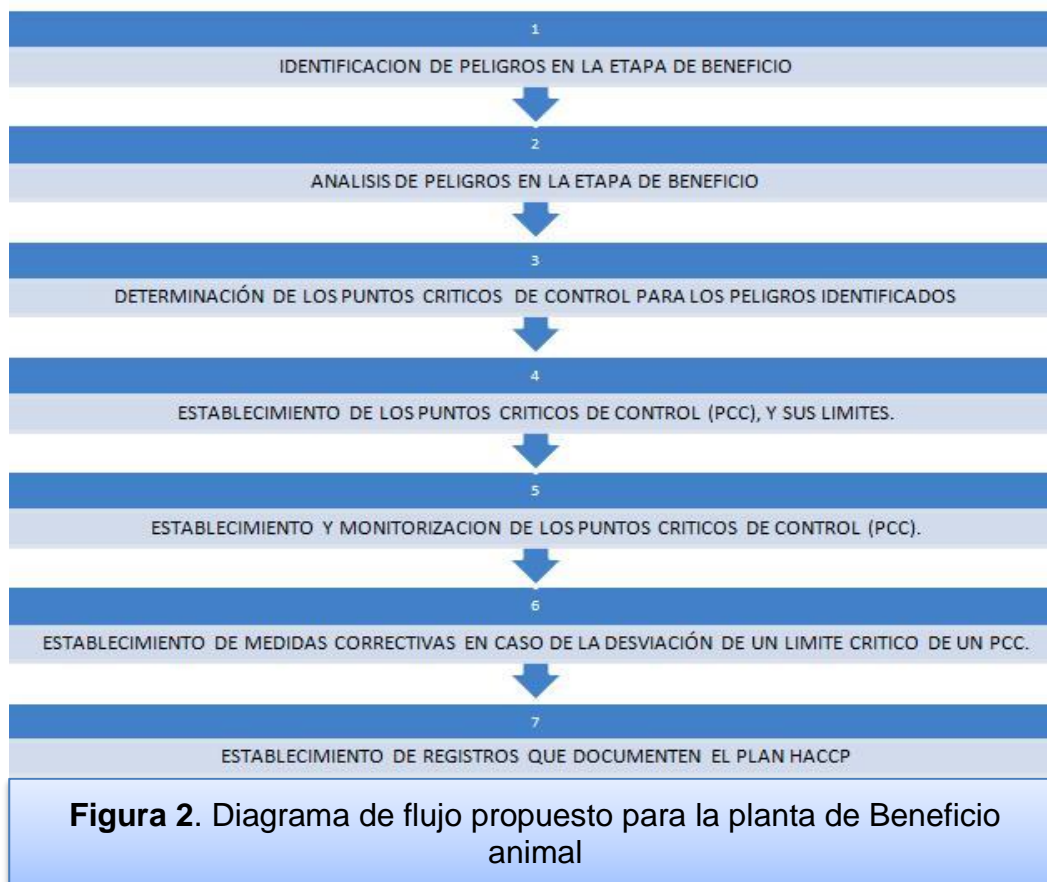 1
IDENTIFICACION DE PELIGROS EN LA ETAPA DE BENEFICIO
2
ANALISIS DE PELIGROS EN LA ETAPA DE BENEFICIO
3
DETERMINACIÓN DE LOS PUNTOS CRITICOS DE CONTROL PARA LOS PELIGROS IDENTIFICADOS
4
ESTABLECIMIENTO DE LOS PUNTOS CRITICOS DE CONTROL (PCC), Y SUS LIMITES.
5
ESTABLECIMIENTO Y MONITORIZACION DE LOS PUNTOS CRITICOS DE CONTROL (PCC).
6
ESTABLECIMIENTO DE MEDIDAS CORRECTIVAS EN CASO DE LA DESVIACIÓN DE UN LIMITE CRITICO DE UN PCC.
7
ESTABLECIMIENTO DE REGISTROS QUE DOCUMENTEN EL PLAN HACCP
Figura 2. Diagrama de flujo propuesto para la planta de Beneficio
animal